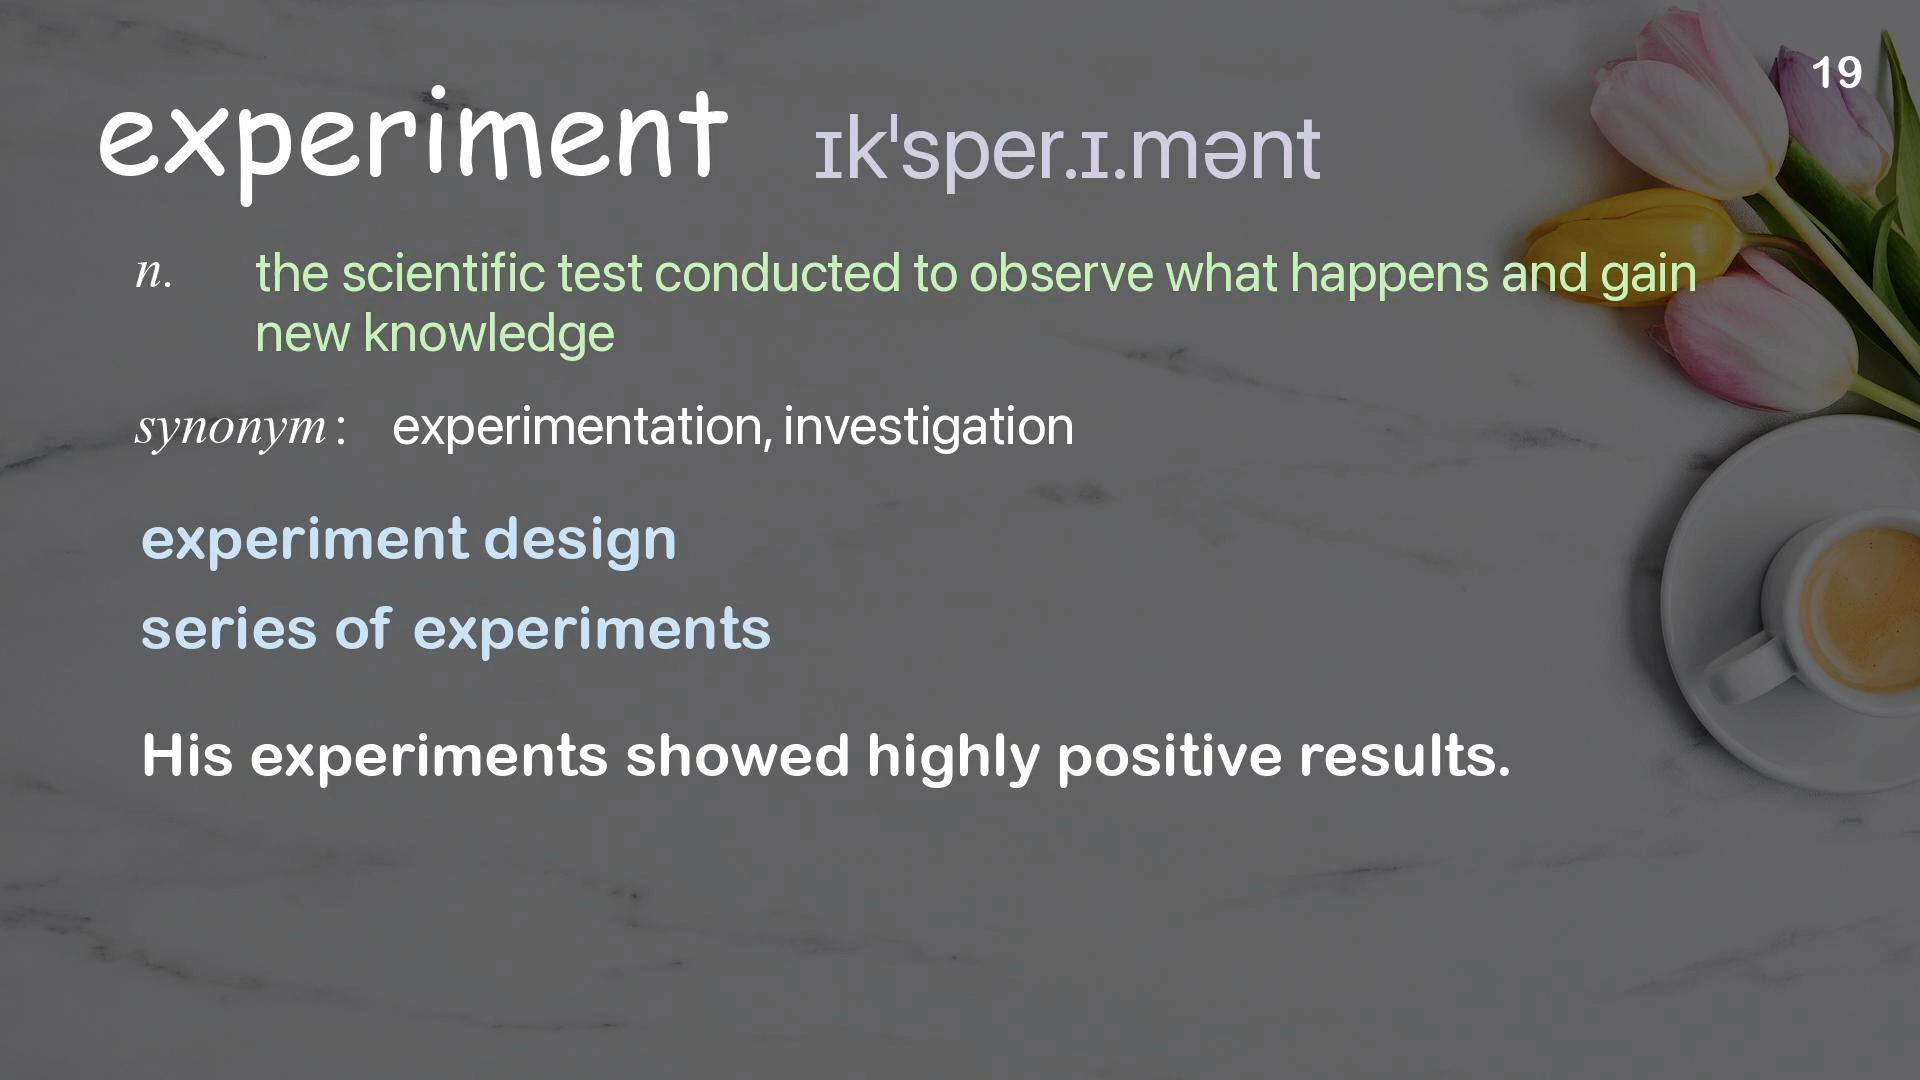 19
experiment ɪkˈsper.ɪ.mənt
n. the scientific test conducted to observe what happens and gain
new knowledge
synonym : experimentation, investigation
experiment design
series of experiments
His experiments showed highly positive results.